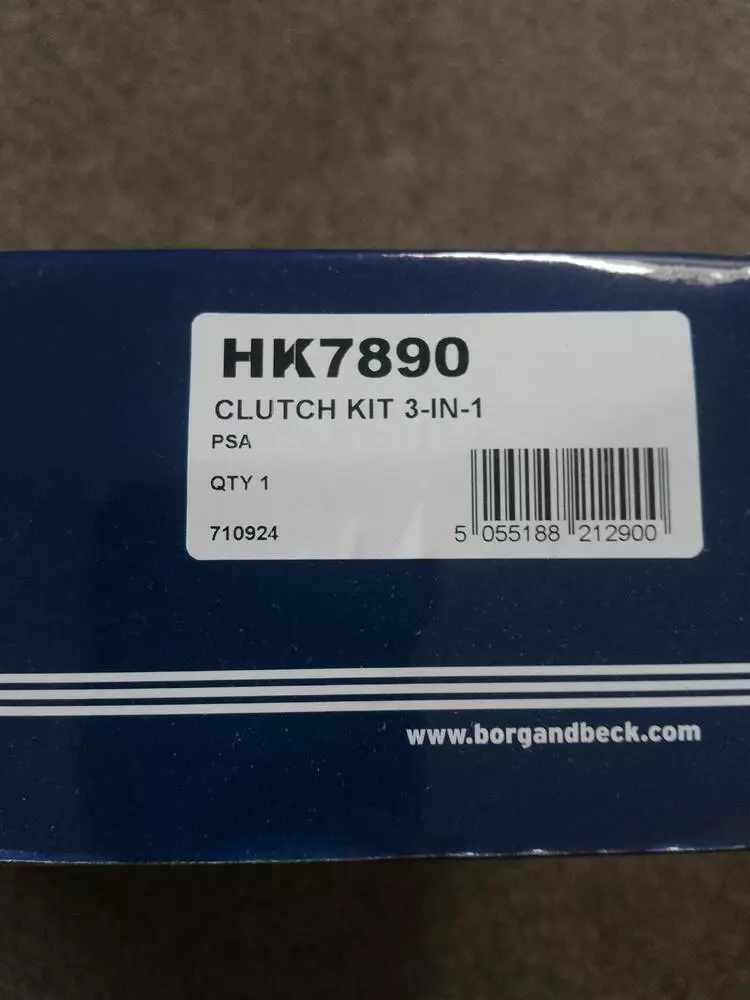 HK7890
CLUTCH KIT 3-IN-1
PSA
QTY 1
710924
5 055188 212900
www.borgandbeck.com